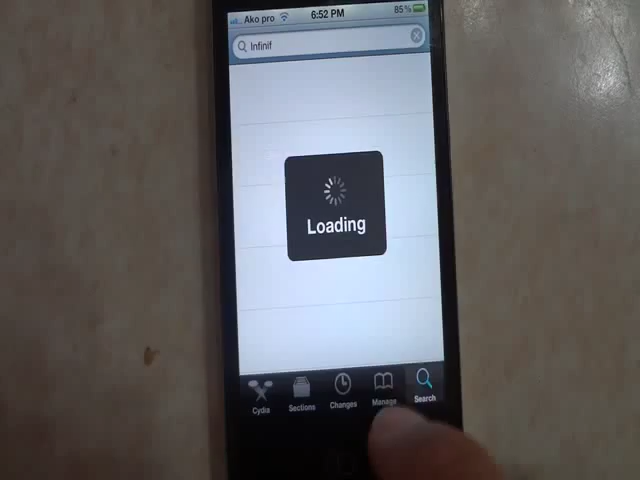 Ako pro 6:52 PM 85%
Infinif
Loading
Cydia Sections Changes Manage Search